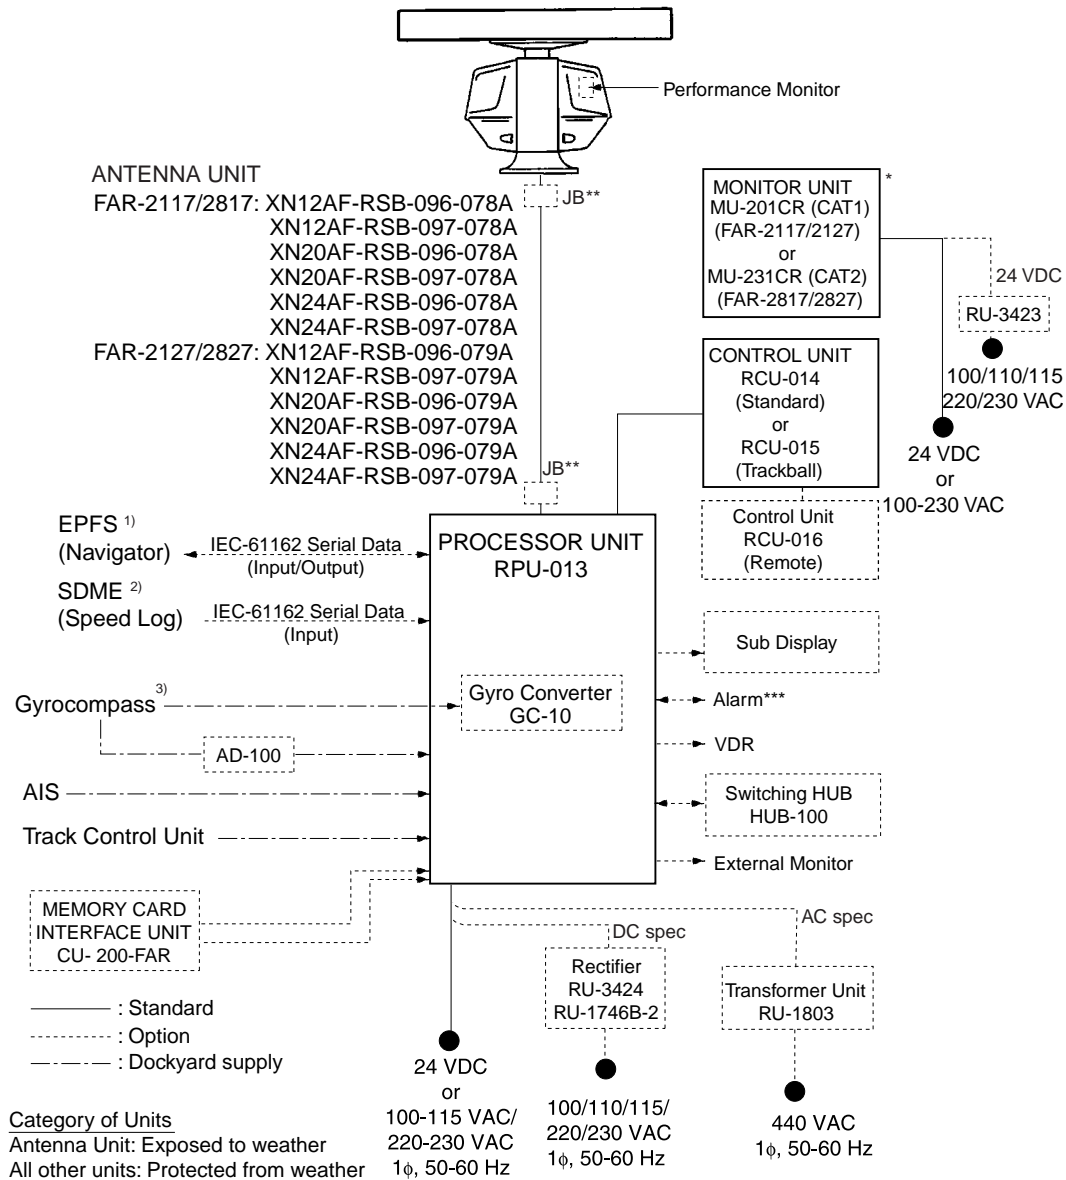 Performance Monitor
ANTENNA UNIT
FAR-2117/2817: XN12AF-RSB-096-078A
XN12AF-RSB-097-078A
XN20AF-RSB-096-078A
XN20AF-RSB-097-078A
XN24AF-RSB-096-078A
XN24AF-RSB-097-078A
FAR-2127/2827: XN12AF-RSB-096-079A
XN12AF-RSB-097-079A
XN20AF-RSB-096-079A
XN20AF-RSB-097-079A
XN24AF-RSB-096-079A
XN24AF-RSB-097-079A
JB**
JB**
MONITOR UNIT
MU-201CR (CAT1)
(FAR-2117/2127)
or
MU-231CR (CAT2)
(FAR-2817/2827)
*
24 VDC
RU-3423
100/110/115
220/230 VAC
24 VDC
or
100-230 VAC
CONTROL UNIT
RCU-014
(Standard)
or
RCU-015
(Trackball)
Control Unit
RCU-016
(Remote)
EPFS 1)
(Navigator)
IEC-61162 Serial Data
(Input/Output)
SDME 2)
(Speed Log)
IEC-61162 Serial Data
(Input)
PROCESSOR UNIT
RPU-013
Gyro Converter
GC-10
Gyrocompass 3)
AD-100
AIS
Track Control Unit
MEMORY CARD
INTERFACE UNIT
CU- 200-FAR
Sub Display
Alarm***
VDR
Switching HUB
HUB-100
External Monitor
AC spec
DC spec
Rectifier
RU-3424
RU-1746B-2
Transformer Unit
RU-1803
: Standard
: Option
: Dockyard supply
24 VDC
or
100-115 VAC/
220-230 VAC
1ϕ, 50-60 Hz
100/110/115/
220/230 VAC
1ϕ, 50-60 Hz
440 VAC
1ϕ, 50-60 Hz
Category of Units
Antenna Unit: Exposed to weather
All other units: Protected from weather